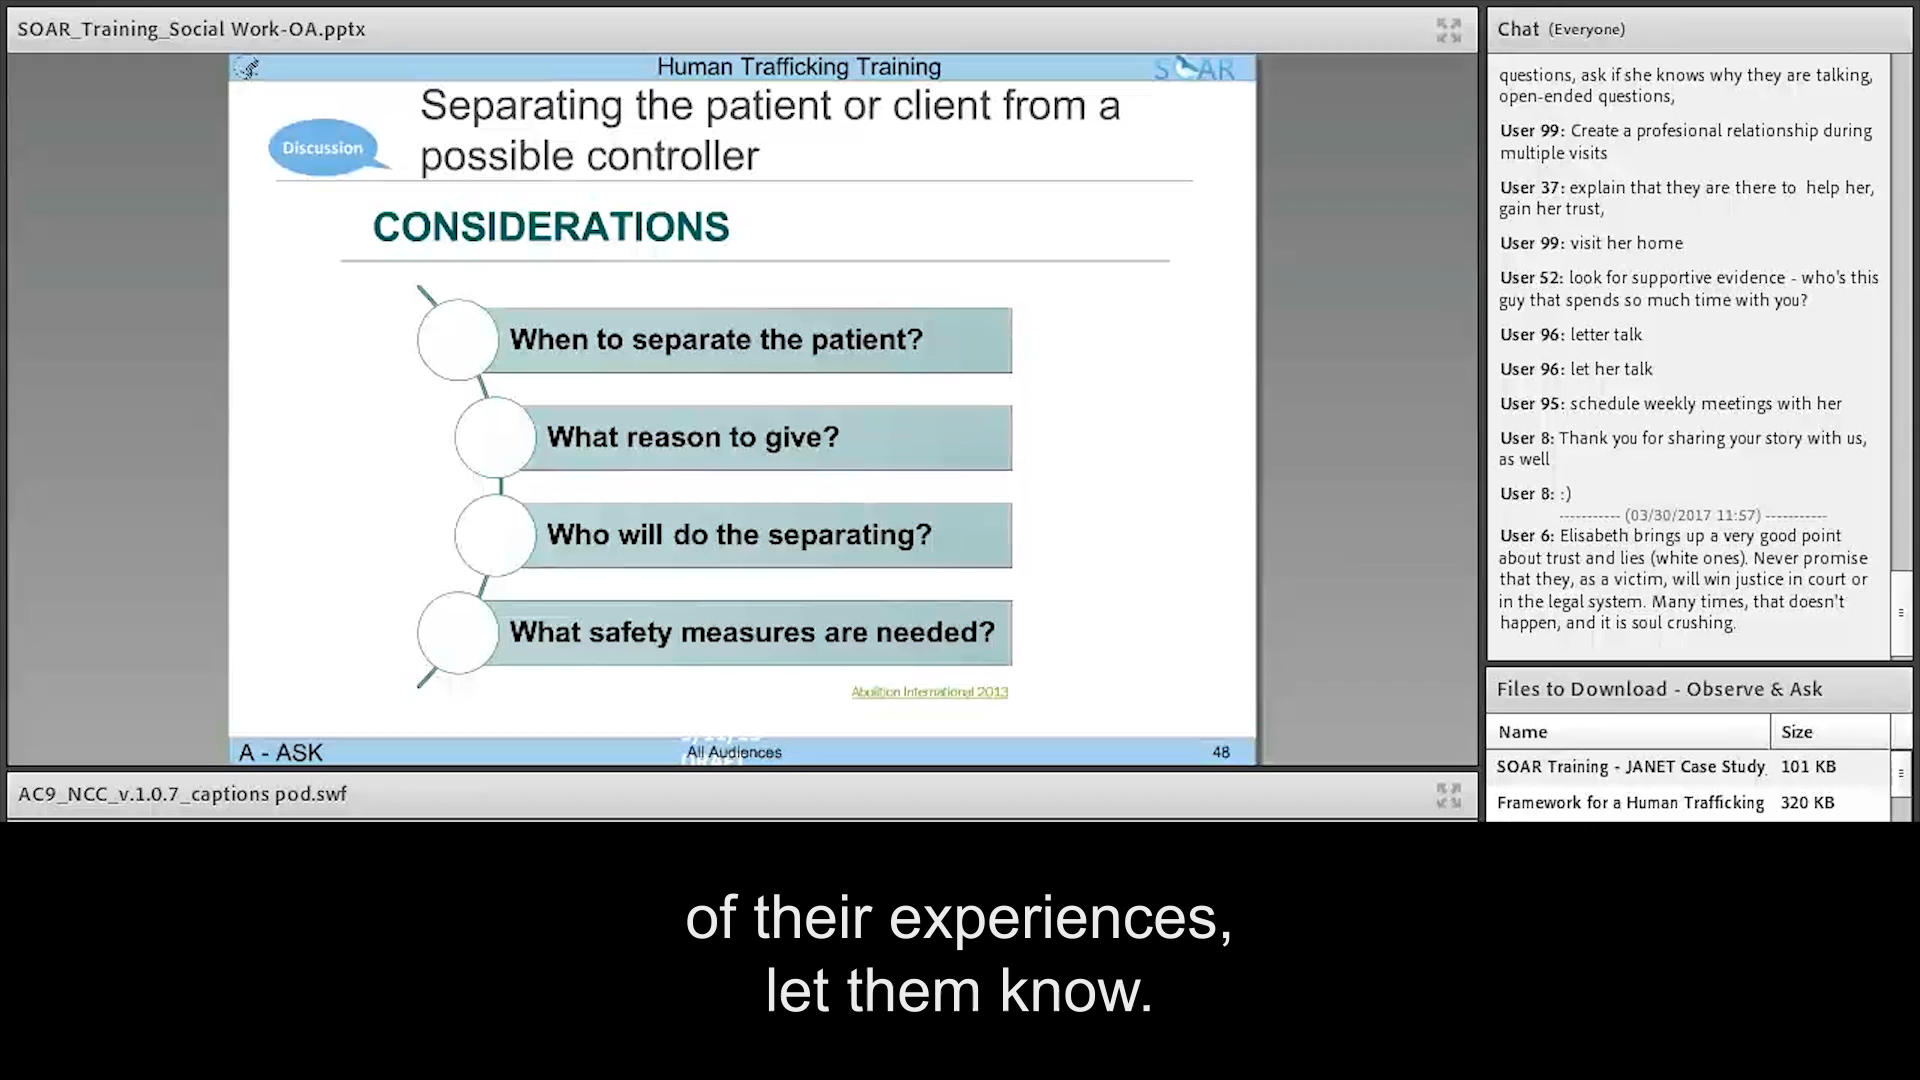 SOAR_Training_Social Work-OA.pptx
Human Trafficking Training
SOAR
Separating the patient or client from a
possible controller
Discussion
CONSIDERATIONS
When to separate the patient?
What reason to give?
Who will do the separating?
What safety measures are needed?
Abolition International 2013
A - ASK
All Audiences
48
AC9_NCC_v.1.0.7_captions pod.swf
of their experiences,
let them know.
Chat (Everyone)
questions, ask if she knows why they are talking,
open-ended questions,
User 99: Create a profesional relationship during
multiple visits
User 37: explain that they are there to help her,
gain her trust,
User 99: visit her home
User 52: look for supportive evidence - who's this
guy that spends so much time with you?
User 96: letter talk
User 96: let her talk
User 95: schedule weekly meetings with her
User 8: Thank you for sharing your story with us,
as well
User 8: :)
----------- (03/30/2017 11:57) -----------
User 6: Elisabeth brings up a very good point
about trust and lies (white ones). Never promise
that they, as a victim, will win justice in court or
in the legal system. Many times, that doesn't
happen, and it is soul crushing.
Files to Download - Observe & Ask
Name Size
SOAR Training - JANET Case Study 101 KB
Framework for a Human Trafficking 320 KB